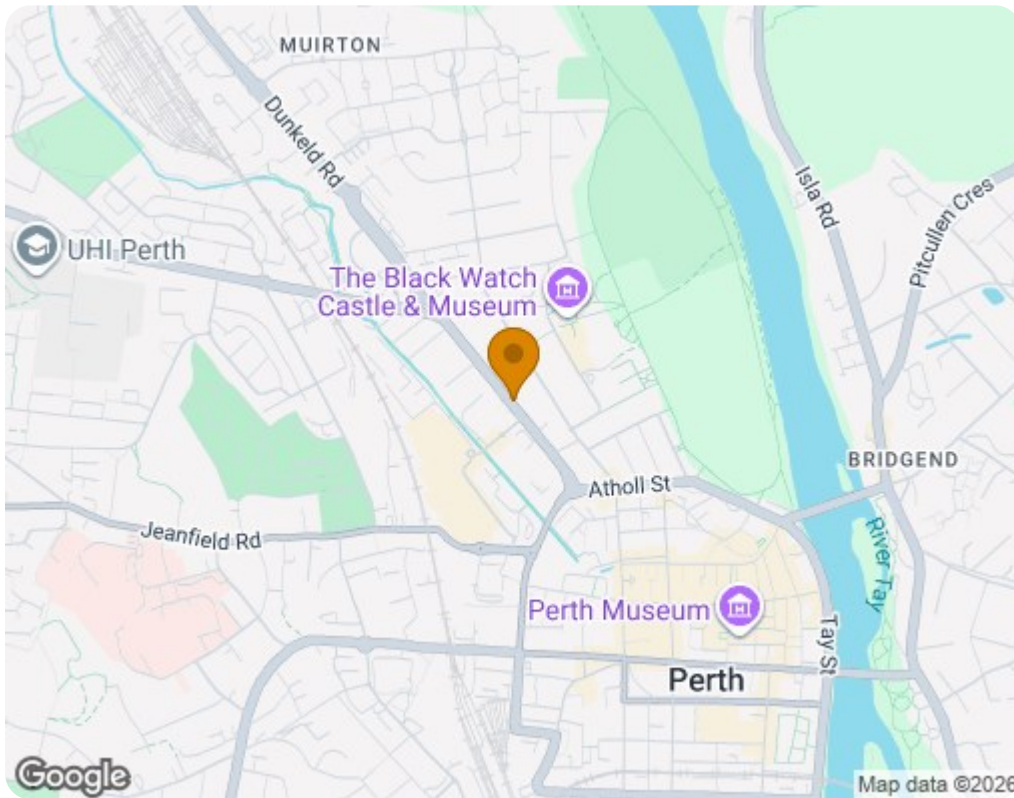 MUIRTON
Dunkeld Rd
Isla Rd
Pitcullen Cres
UHI Perth
The Black Watch
Castle & Museum
BRIDGEND
Atholl St
Jeanfield Rd
River Tay
Perth Museum
Tay St
Perth
Google
Map data ©2026